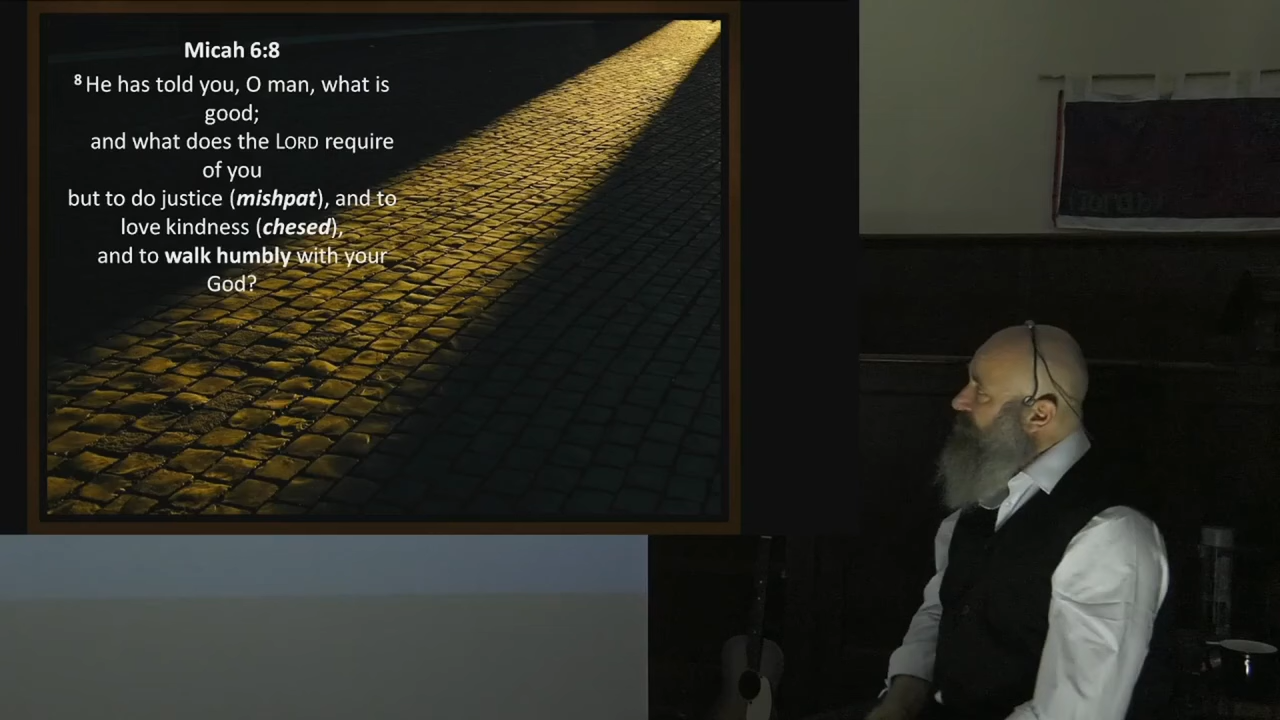 Micah 6:8
8 He has told you, O man, what is
good;
and what does the LORD require
of you
but to do justice (mishpat), and to
love kindness (chesed),
and to walk humbly with your
God?